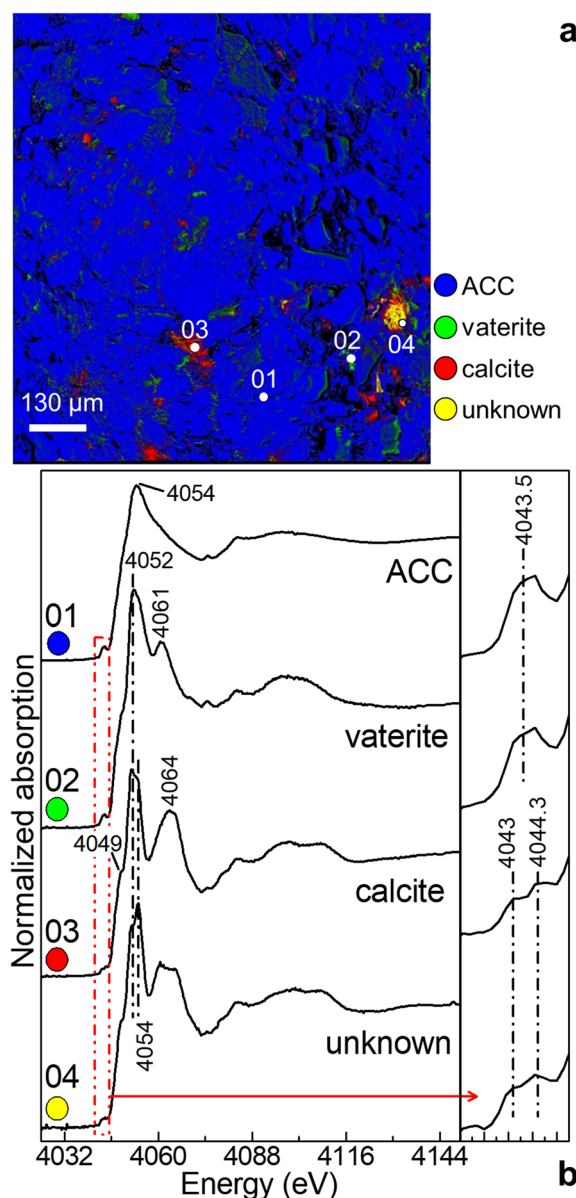 a
03
01
02
04
130 µm
ACC
vaterite
calcite
unknown
4054
4052
4061
ACC
4043.5
01
vaterite
02
4064
4049
calcite
4043
4044.3
03
4054
unknown
04
Normalized absorption
4032 4060 4088 4116 4144
Energy (eV)
b